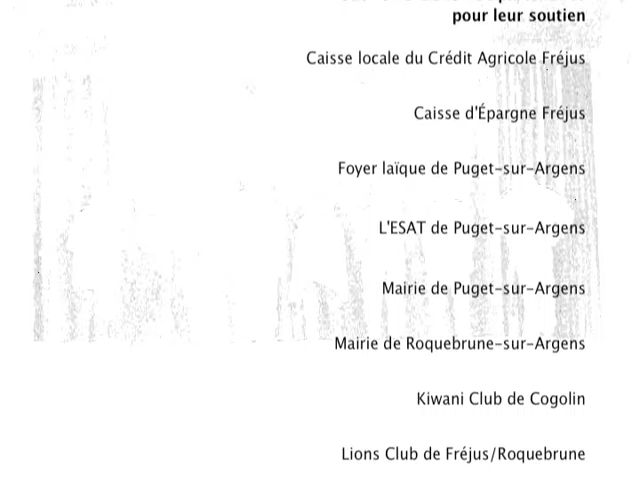 pour leur soutien
Caisse locale du Crédit Agricole Fréjus
Caisse d'Épargne Fréjus
Foyer laïque de Puget-sur-Argens
L'ESAT de Puget-sur-Argens
Mairie de Puget-sur-Argens
Mairie de Roquebrune-sur-Argens
Kiwani Club de Cogolin
Lions Club de Fréjus/Roquebrune